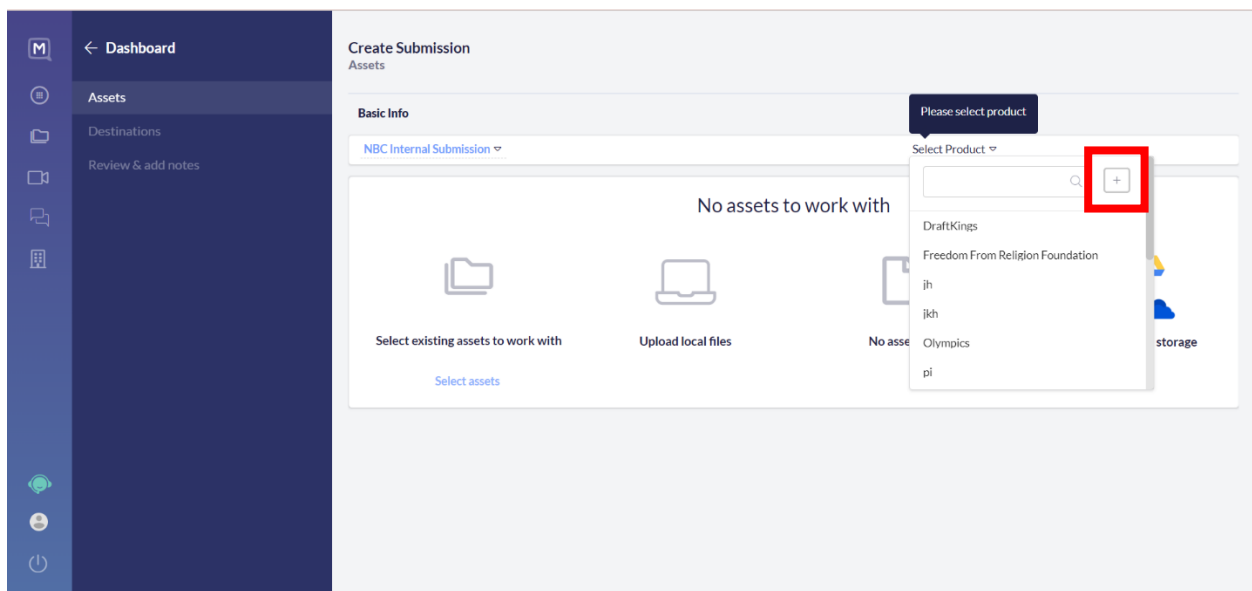 M
← Dashboard
Assets
Destinations
Review & add notes
Create Submission
Assets
Basic Info
Please select product
NBC Internal Submission
Select Product
+
No assets to work with
DraftKings
Freedom From Religion Foundation
jh
jkh
Olympics
pi
Select existing assets to work with
Upload local files
No asse
storage
Select assets